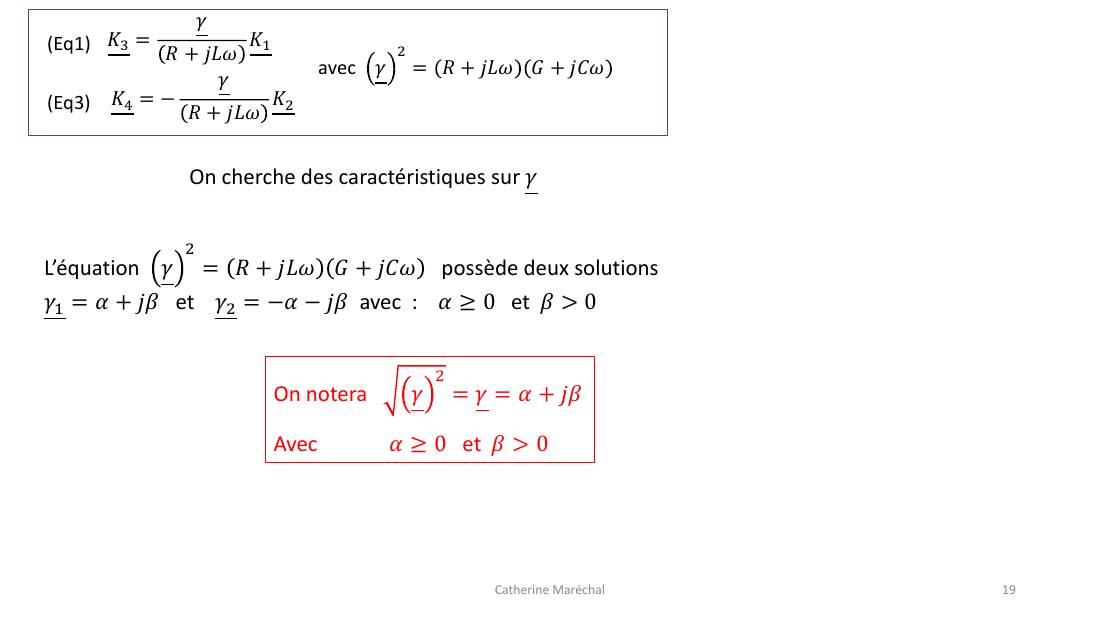 (Eq1) K₃ = γ/(R + jLω) K₁
avec (γ)² = (R + jLω)(G + jCω)
(Eq3) K₄ = − γ/(R + jLω) K₂
On cherche des caractéristiques sur γ
L’équation (γ)² = (R + jLω)(G + jCω) possède deux solutions
γ₁ = α + jβ et γ₂ = −α − jβ avec : α ≥ 0 et β > 0
On notera √(γ)² = γ = α + jβ
Avec α ≥ 0 et β > 0
Catherine Maréchal 19